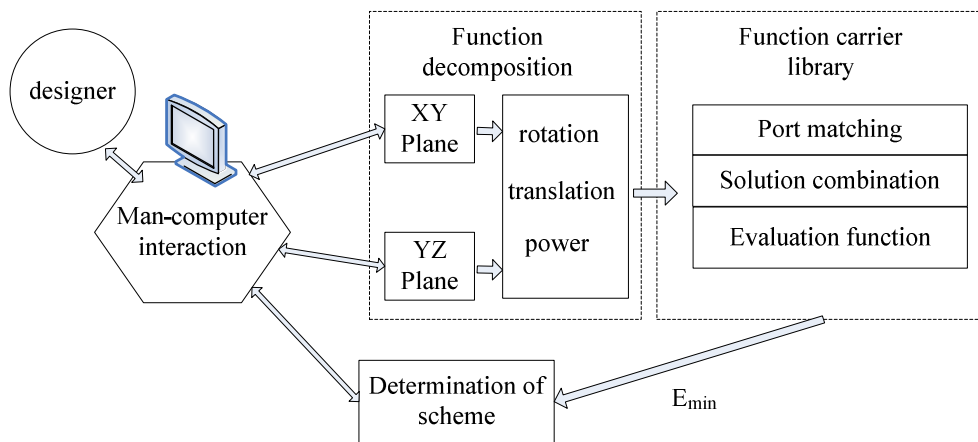 designer
Man-computer
interaction
Function
decomposition
XY
Plane
YZ
Plane
rotation
translation
power
Function carrier
library
Port matching
Solution combination
Evaluation function
Determination of
scheme
E_min